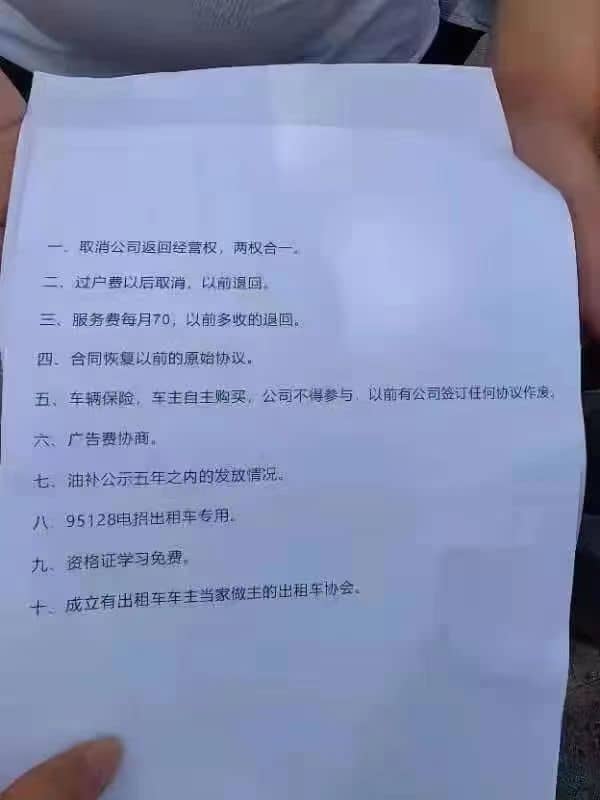 一、取消公司返回经营权，两权合一。
二、过户费以后取消，以前退回。
三、服务费每月70，以前多收的退回。
四、合同恢复以前的原始协议。
五、车辆保险，车主自主购买，公司不得参与，以前有公司签订任何协议作废。
六、广告费协商。
七、油补公示五年之内的发放情况。
八、95128电招出租车专用。
九、资格证学习免费。
十、成立有出租车车主当家做主的出租车协会。